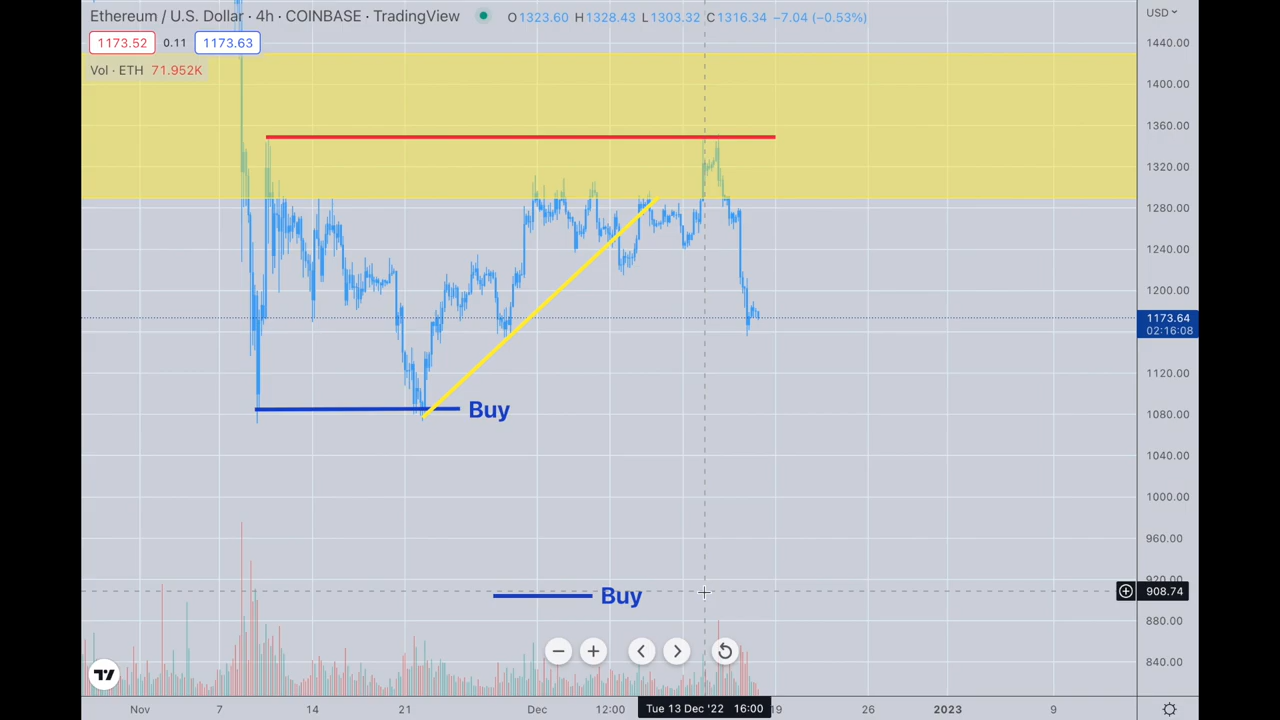 Ethereum / U.S. Dollar · 4h · COINBASE · TradingView O1323.60 H1328.43 L1303.32 C1316.34 −7.04 (−0.53%)
USD
1173.52 0.11 1173.63
Vol · ETH 71.952K
1440.00
1400.00
1360.00
1320.00
1280.00
1240.00
1200.00
1173.64
02:16:08
1120.00
1080.00
Buy
1040.00
1000.00
960.00
920.00
908.74
Buy
880.00
840.00
Nov 7 14 21 Dec 12:00 Tue 13 Dec '22 16:00 19 26 2023 9